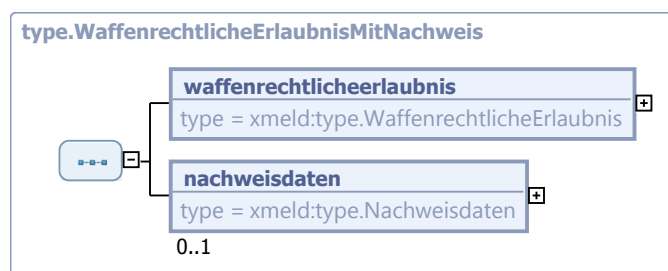 type.WaffenrechtlicheErlaubnisMitNachweis
waffenrechtlicheerlaubnis
type = xmeld:type.WaffenrechtlicheErlaubnis
nachweisdaten
type = xmeld:type.Nachweisdaten
0..1